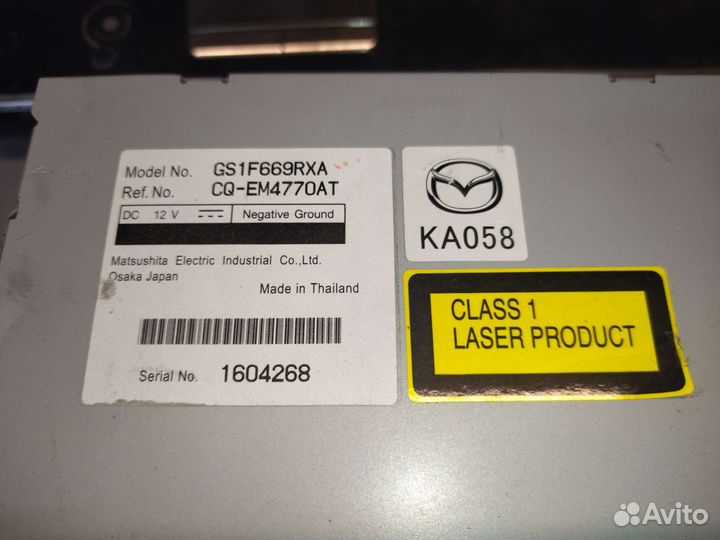 Model No. GS1F669RXA
Ref. No. CQ-EM4770AT
DC 12 V Negative Ground
Matsushita Electric Industrial Co.,Ltd.
Osaka Japan
Made in Thailand
Serial No. 1604268
KA058
CLASS 1
LASER PRODUCT
Avito